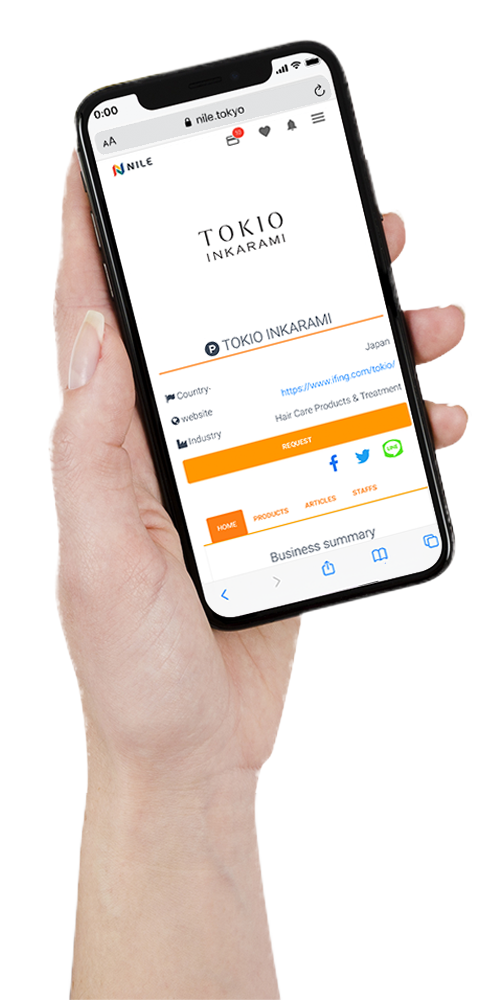 0:00
AA nile.tokyo
NILE 10
TOKIO
INKARAMI
P TOKIO INKARAMI
Country· Japan
website https://www.ifing.com/tokio/
Industry Hair Care Products & Treatment
REQUEST
LINE
HOME PRODUCTS ARTICLES STAFFS
Business summary